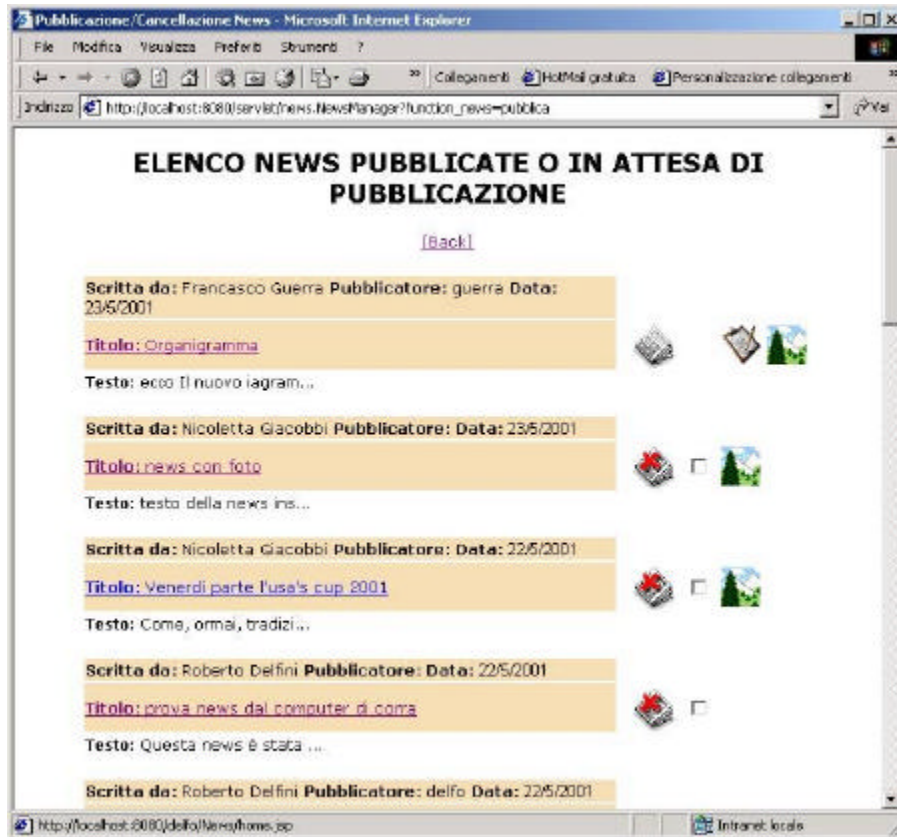 Pubblicazione/Cancellazione News - Microsoft Internet Explorer
File Modifica Visualizza Preferiti Strumenti ?
» Collegamenti HotMail gratuita Personalizzazione collegamenti »
Indirizzo http://localhost:8080/servlet/news.NewsManager?function_news=pubblica Vai
ELENCO NEWS PUBBLICATE O IN ATTESA DI
PUBBLICAZIONE
[Back]
Scritta da: Francasco Guerra Pubblicatore: guerra Data:
23/5/2001
Titolo: Organigramma
Testo: ecco Il nuovo iagram...
Scritta da: Nicoletta Giacobbi Pubblicatore: Data: 23/5/2001
Titolo: news con foto
Testo: testo della news ins...
Scritta da: Nicoletta Giacobbi Pubblicatore: Data: 22/5/2001
Titolo: Venerdi parte l'usa's cup 2001
Testo: Come, ormai, tradizi...
Scritta da: Roberto Delfini Pubblicatore: Data: 22/5/2001
Titolo: prova news dal computer di corra
Testo: Questa news è stata ...
Scritta da: Roberto Delfini Pubblicatore: delfo Data: 22/5/2001
http://localhost:8080/delfo/News/home.jsp Intranet locale